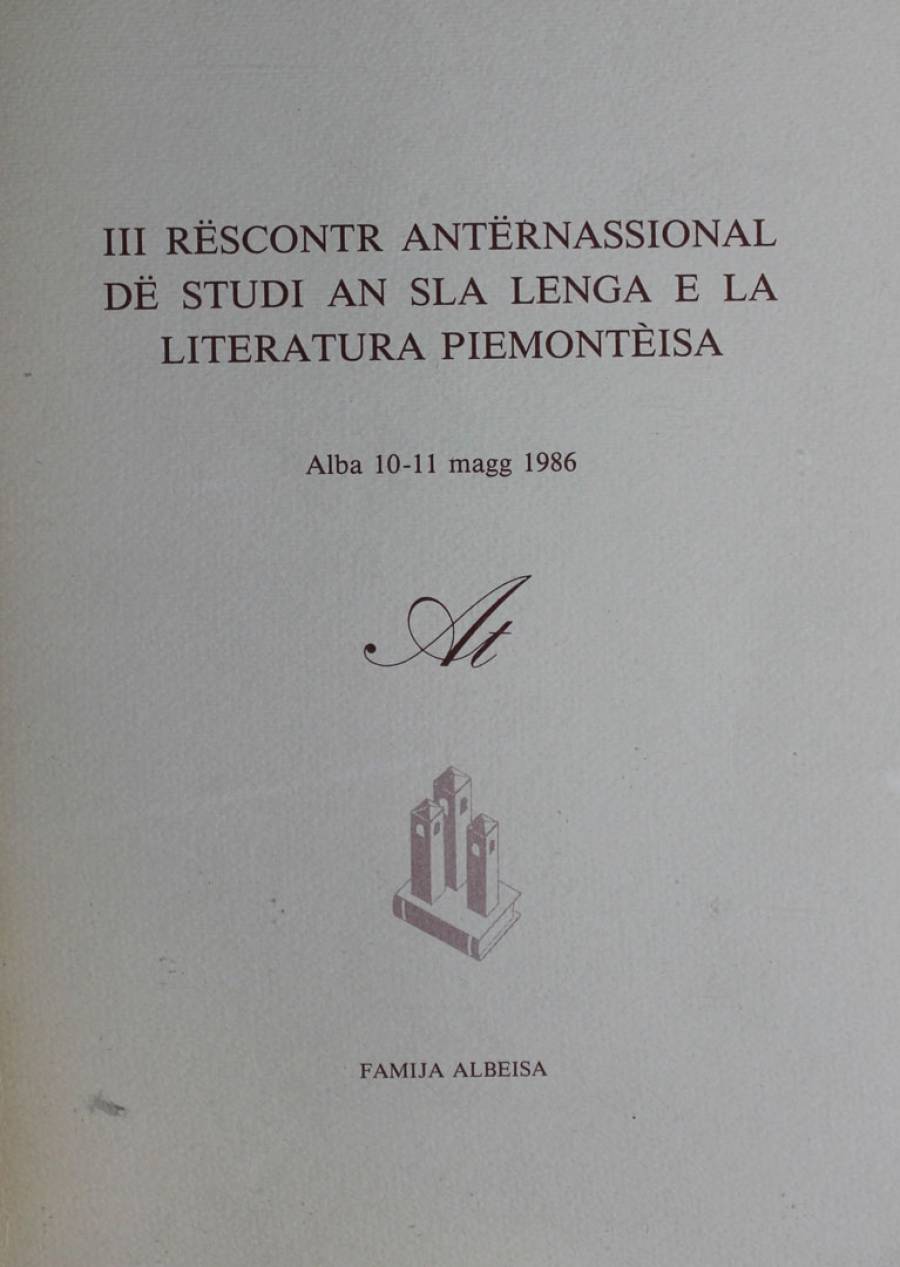 III RËSCONTR ANTËRNASSIONAL
DË STUDI AN SLA LENGA E LA
LITERATURA PIEMONTÈISA
Alba 10-11 magg 1986
At
FAMIJA ALBEISA